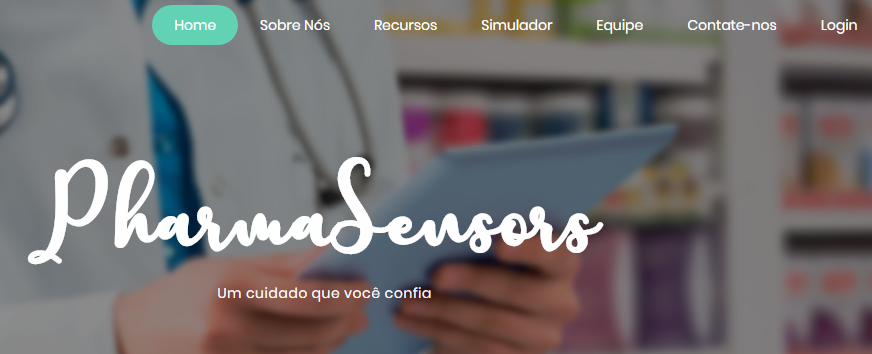 Home Sobre Nós Recursos Simulador Equipe Contate-nos Login
PharmaSensors
Um cuidado que você confia